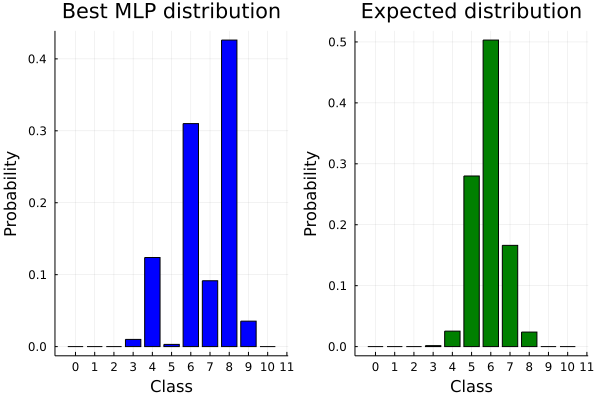 Best MLP distribution
Probability
0.4
0.3
0.2
0.1
0.0
0 1 2 3 4 5 6 7 8 9 10 11
Class
Expected distribution
Probability
0.5
0.4
0.3
0.2
0.1
0.0
0 1 2 3 4 5 6 7 8 9 10 11
Class